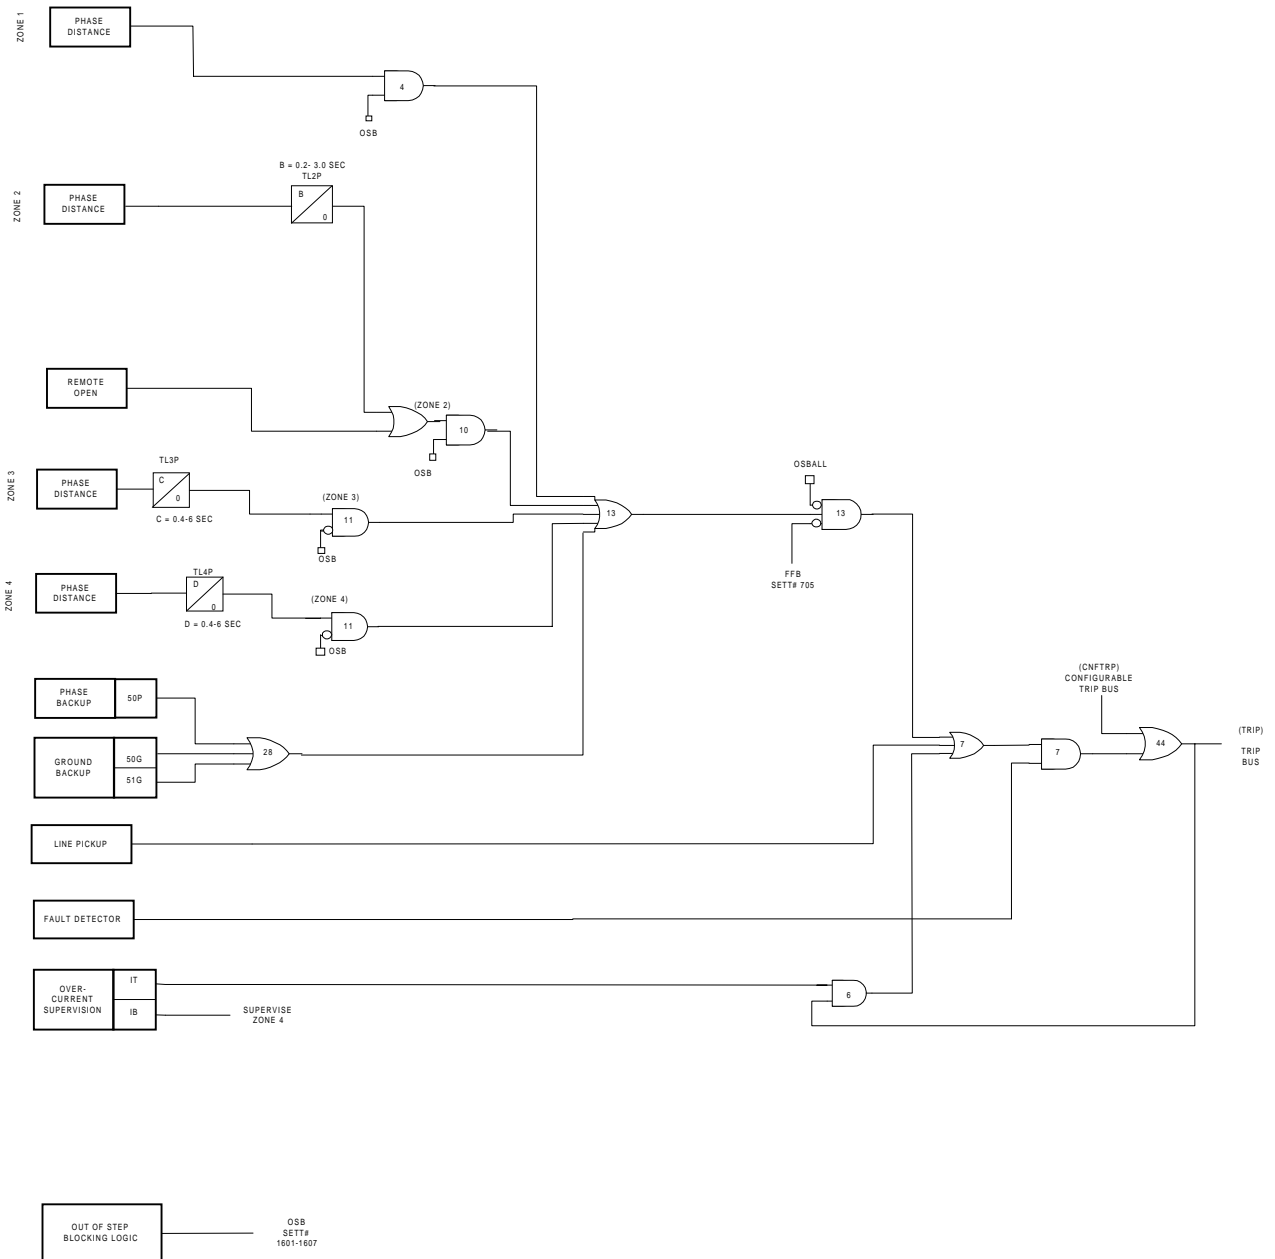 ZONE 1
PHASE
DISTANCE
4
OSB
B = 0.2- 3.0 SEC
TL2P
ZONE 2
PHASE
DISTANCE
B
0
REMOTE
OPEN
(ZONE 2)
10
OSB
ZONE 3
PHASE
DISTANCE
TL3P
C
0
C = 0.4-6 SEC
(ZONE 3)
11
OSB
13
OSBALL
13
FFB
SETT# 705
ZONE 4
PHASE
DISTANCE
TL4P
D
0
D = 0.4-6 SEC
(ZONE 4)
11
OSB
PHASE
BACKUP
50P
GROUND
BACKUP
50G
51G
28
(CNFTRP)
CONFIGURABLE
TRIP BUS
7
7
44
(TRIP)
TRIP
BUS
LINE PICKUP
FAULT DETECTOR
OVER-
CURRENT
SUPERVISION
IT
IB
SUPERVISE
ZONE 4
6
OUT OF STEP
BLOCKING LOGIC
OSB
SETT#
1601-1607